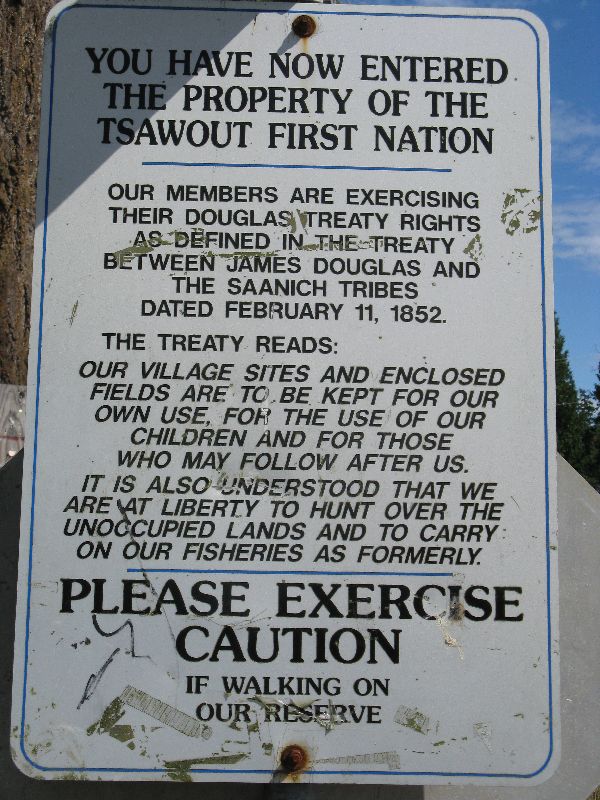 YOU HAVE NOW ENTERED
THE PROPERTY OF THE
TSAWOUT FIRST NATION
OUR MEMBERS ARE EXERCISING
THEIR DOUGLAS TREATY RIGHTS
AS DEFINED IN THE TREATY
BETWEEN JAMES DOUGLAS AND
THE SAANICH TRIBES
DATED FEBRUARY 11, 1852.
THE TREATY READS:
OUR VILLAGE SITES AND ENCLOSED
FIELDS ARE TO BE KEPT FOR OUR
OWN USE, FOR THE USE OF OUR
CHILDREN AND FOR THOSE
WHO MAY FOLLOW AFTER US.
IT IS ALSO UNDERSTOOD THAT WE
ARE AT LIBERTY TO HUNT OVER THE
UNOCCUPIED LANDS AND TO CARRY
ON OUR FISHERIES AS FORMERLY.
PLEASE EXERCISE
CAUTION
IF WALKING ON
OUR RESERVE